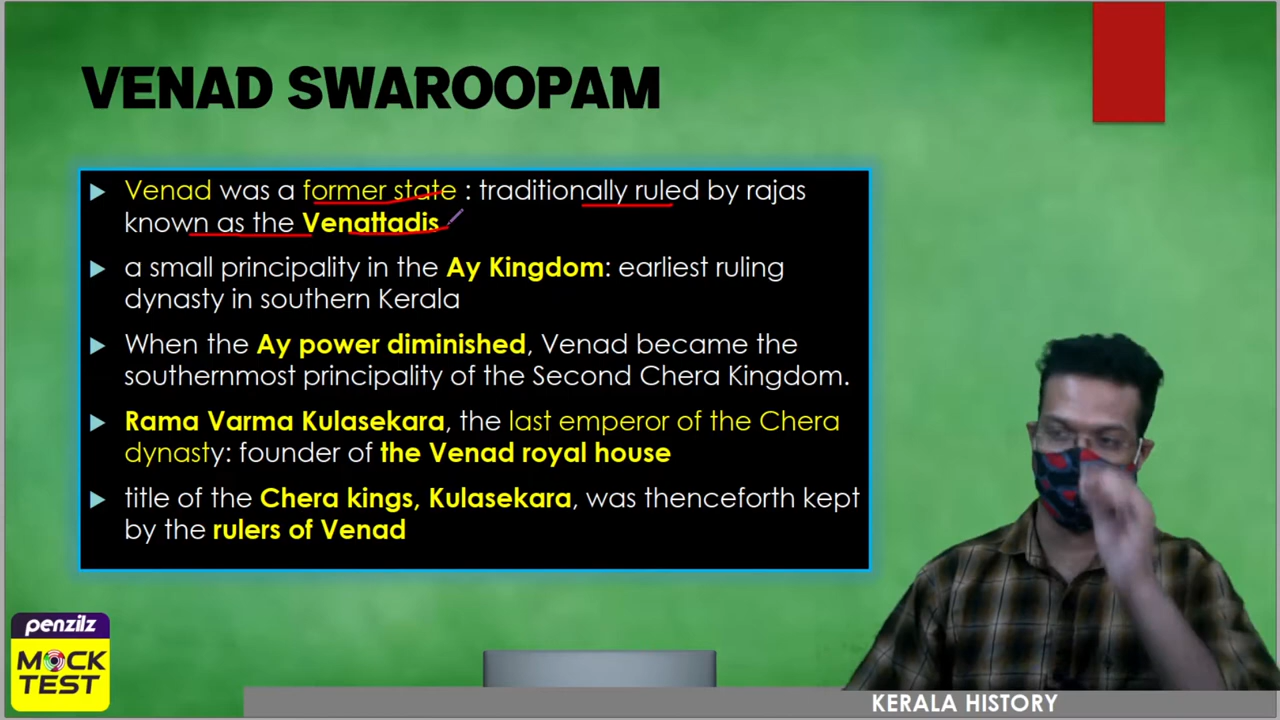 VENAD SWAROOPAM
Venad was a former state : traditionally ruled by rajas
known as the Venattadis
a small principality in the Ay Kingdom: earliest ruling
dynasty in southern Kerala
When the Ay power diminished, Venad became the
southernmost principality of the Second Chera Kingdom.
Rama Varma Kulasekara, the last emperor of the Chera
dynasty: founder of the Venad royal house
title of the Chera kings, Kulasekara, was thenceforth kept
by the rulers of Venad
penzilz
MOCK
TEST
KERALA HISTORY